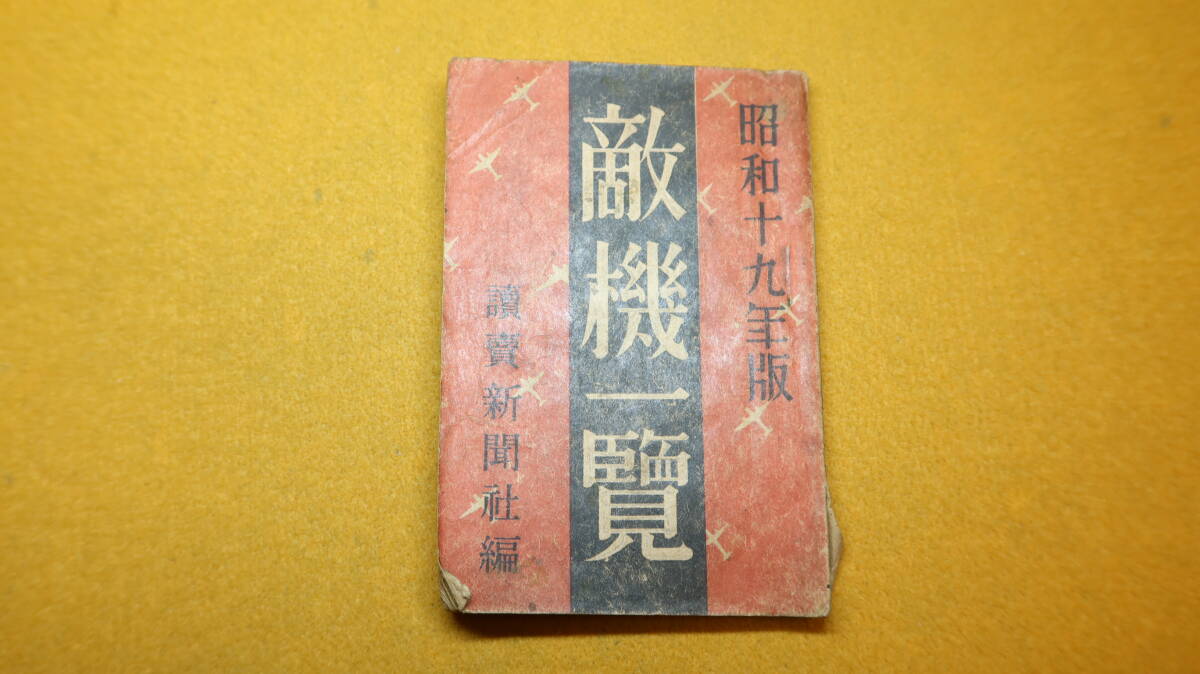 昭和十九年版
敵機一覽
讀賣新聞社編